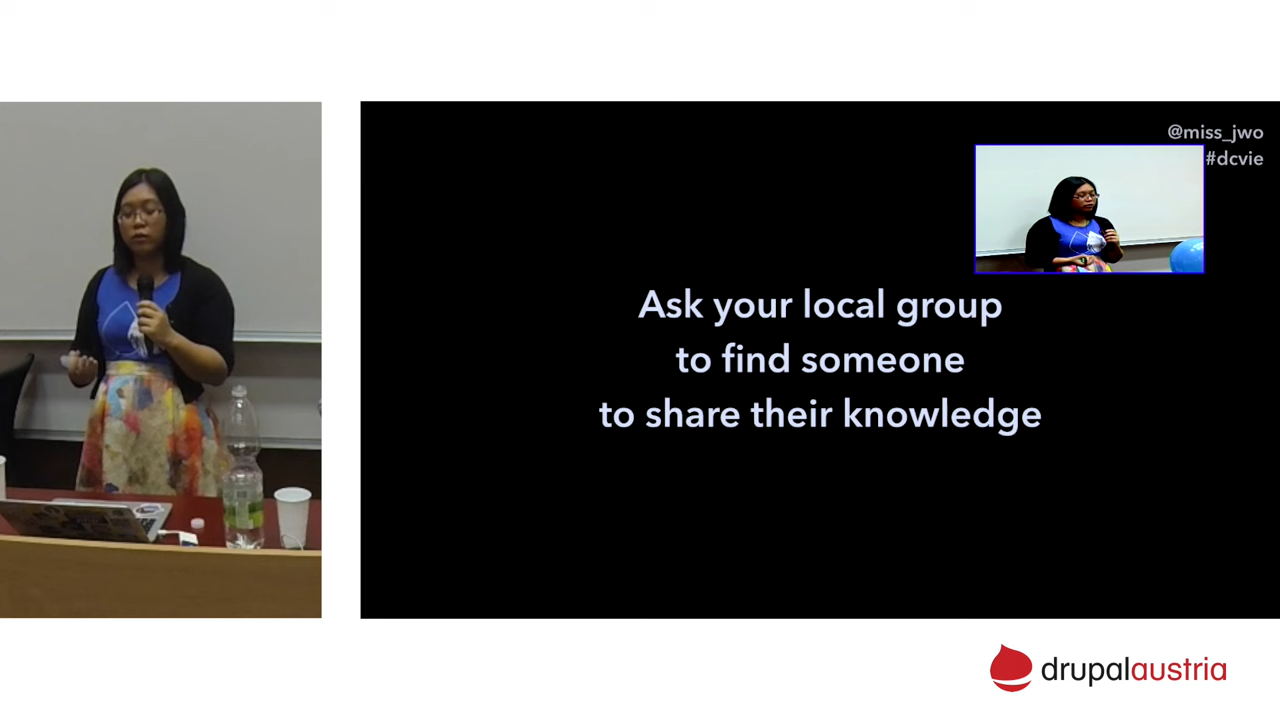 @miss_jwo
#dcvie
Ask your local group
to find someone
to share their knowledge
drupalaustria